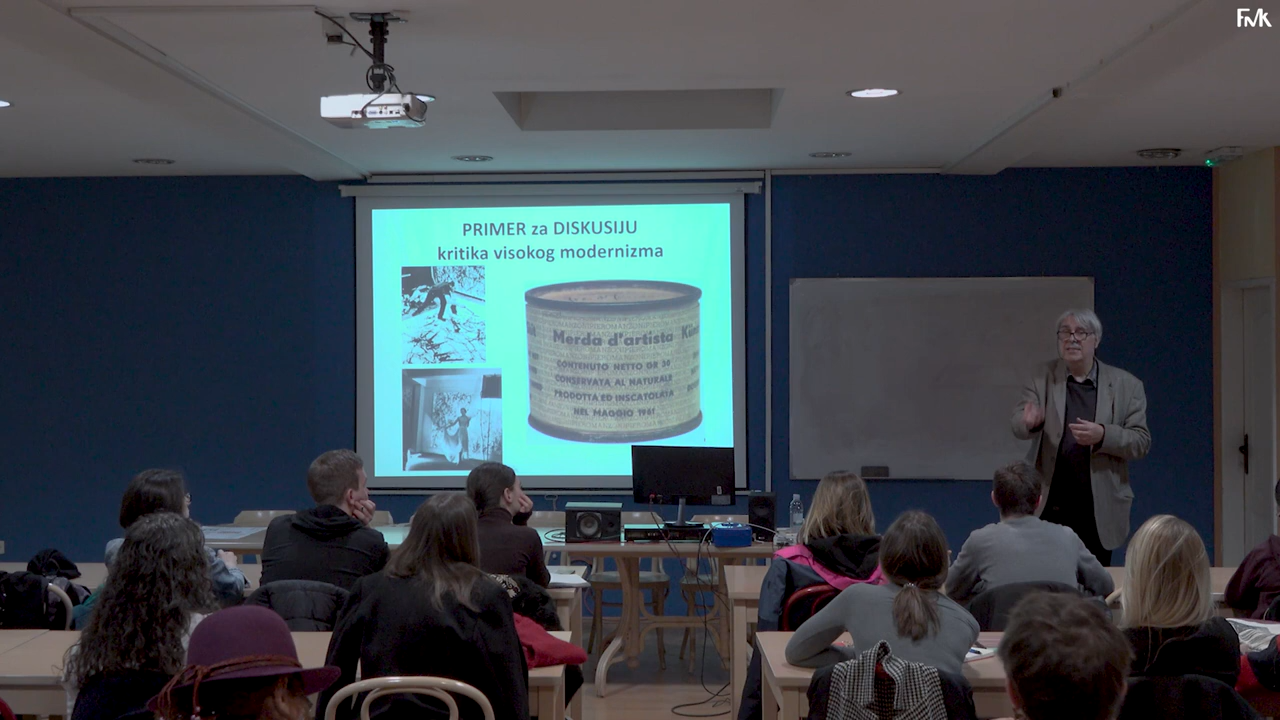 FMK
PRIMER za DISKUSIJU
kritika visokog modernizma
Merda d'artista
CONTENUTO NETTO GR 30
CONSERVATA AL NATURALE
PRODOTTA ED INSCATOLATA
NEL MAGGIO 1961